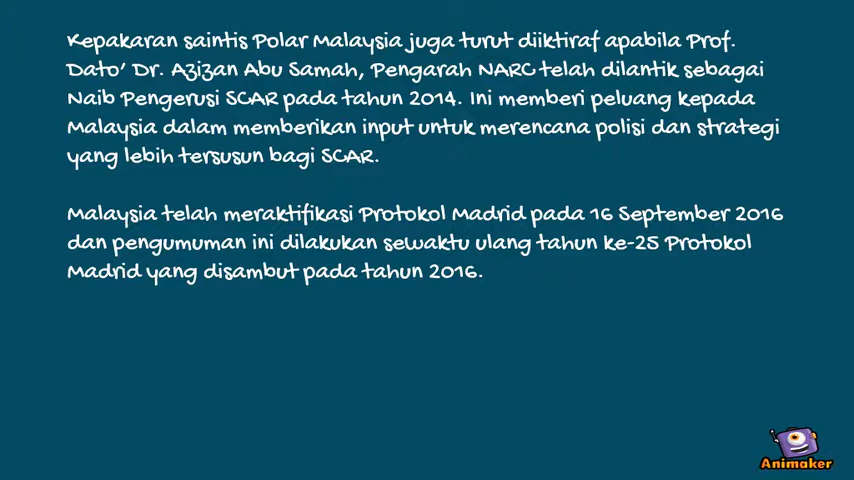 Kepakaran saintis Polar Malaysia juga turut diiktiraf apabila Prof.
Dato' Dr. Azizan Abu Samah, Pengarah NARC telah dilantik sebagai
Naib Pengerusi SCAR pada tahun 2014. Ini memberi peluang kepada
Malaysia dalam memberikan input untuk merencana polisi dan strategi
yang lebih tersusun bagi SCAR.
Malaysia telah meraktifikasi Protokol Madrid pada 16 September 2016
dan pengumuman ini dilakukan sewaktu ulang tahun ke-25 Protokol
Madrid yang disambut pada tahun 2016.
Animaker